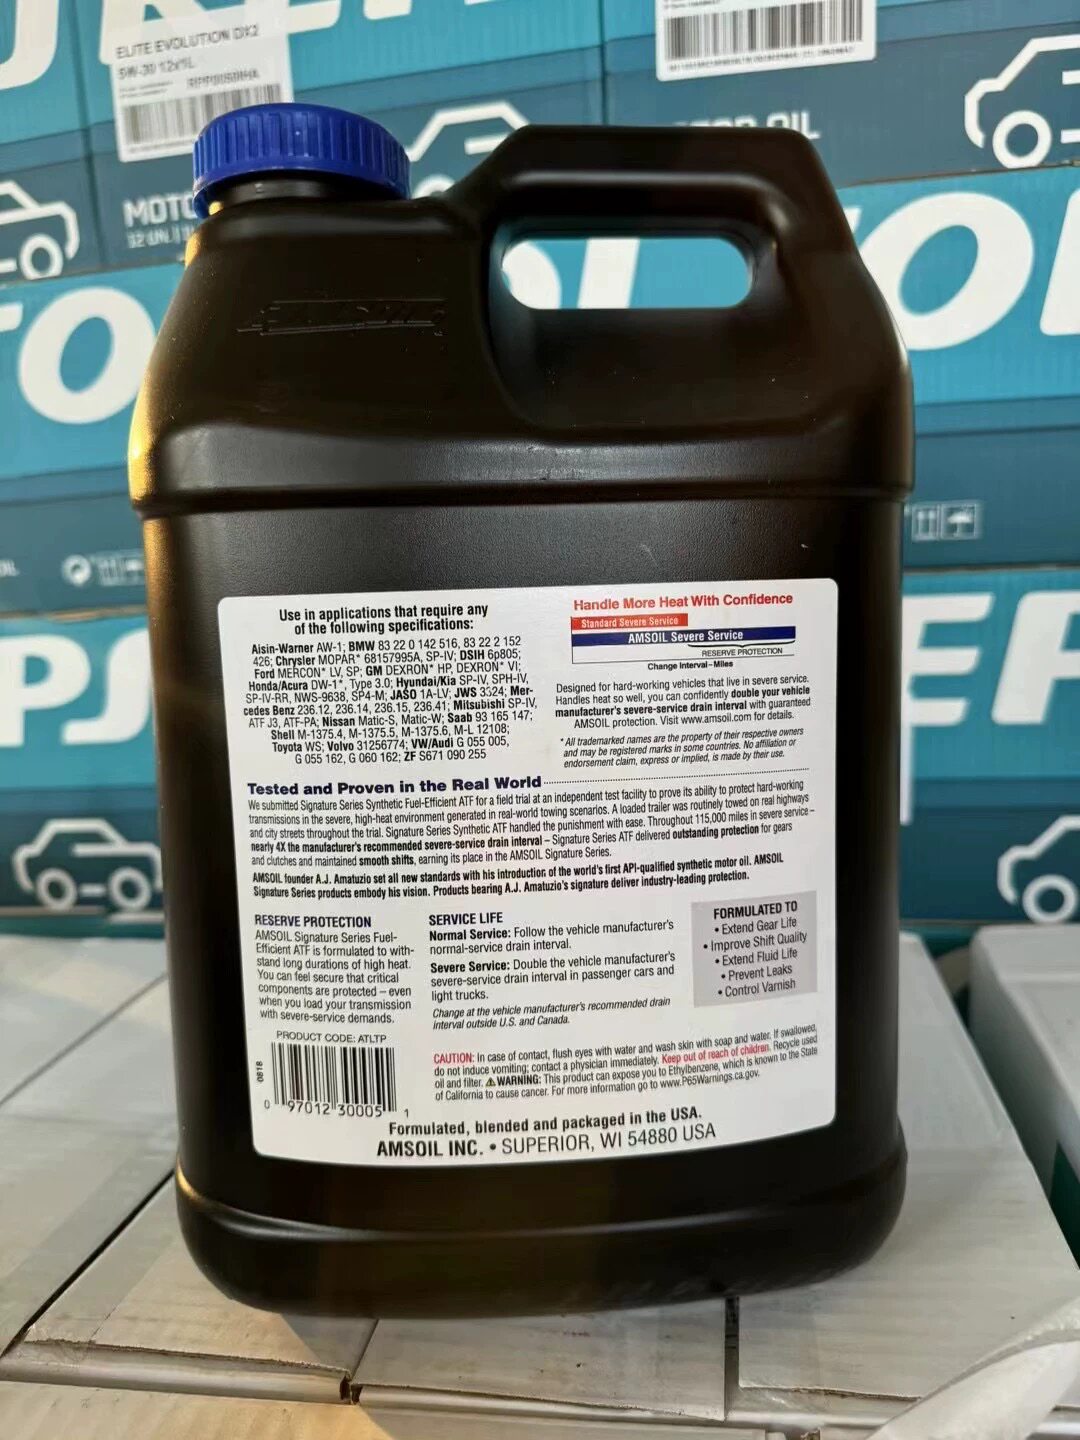 ELITE EVOLUTION DX2
5W-30 12x1L
MOTOR OIL
AMSOIL
Use in applications that require any
of the following specifications:
Aisin-Warner AW-1; BMW 83 22 0 142 516, 83 22 2 152
426; Chrysler MOPAR* 68157995A, SP-IV; DSIH 6p805;
Ford MERCON* LV, SP; GM DEXRON* HP, DEXRON* VI;
Honda/Acura DW-1*, Type 3.0; Hyundai/Kia SP-IV, SPH-IV,
SP-IV-RR, NWS-9638, SP4-M; JASO 1A-LV; JWS 3324; Mer-
cedes Benz 236.12, 236.14, 236.15, 236.41; Mitsubishi SP-IV,
ATF J3, ATF-PA; Nissan Matic-S, Matic-W; Saab 93 165 147;
Shell M-1375.4, M-1375.5, M-1375.6, M-L 12108;
Toyota WS; Volvo 31256774; VW/Audi G 055 005,
G 055 162, G 060 162; ZF S671 090 255
Handle More Heat With Confidence
Standard Severe Service
AMSOIL Severe Service
RESERVE PROTECTION
Change Interval–Miles
Designed for hard-working vehicles that live in severe service.
Handles heat so well, you can confidently double your vehicle
manufacturer's severe-service drain interval with guaranteed
AMSOIL protection. Visit www.amsoil.com for details.
*All trademarked names are the property of their respective owners
and may be registered marks in some countries. No affiliation or
endorsement claim, express or implied, is made by their use.
Tested and Proven in the Real World
We submitted Signature Series Synthetic Fuel-Efficient ATF for a field trial at an independent test facility to prove its ability to protect hard-working
transmissions in the severe, high-heat environment generated in real-world towing scenarios. A loaded trailer was routinely towed on real highways
and city streets throughout the trial. Signature Series Synthetic ATF handled the punishment with ease. Throughout 115,000 miles in severe service –
nearly 4X the manufacturer's recommended severe-service drain interval – Signature Series ATF delivered outstanding protection for gears
and clutches and maintained smooth shifts, earning its place in the AMSOIL Signature Series.
AMSOIL founder A.J. Amatuzio set all new standards with his introduction of the world's first API-qualified synthetic motor oil. AMSOIL
Signature Series products embody his vision. Products bearing A.J. Amatuzio's signature deliver industry-leading protection.
RESERVE PROTECTION
AMSOIL Signature Series Fuel-
Efficient ATF is formulated to with-
stand long durations of high heat.
You can feel secure that critical
components are protected – even
when you load your transmission
with severe-service demands.
SERVICE LIFE
Normal Service: Follow the vehicle manufacturer's
normal-service drain interval.
Severe Service: Double the vehicle manufacturer's
severe-service drain interval in passenger cars and
light trucks.
Change at the vehicle manufacturer's recommended drain
interval outside U.S. and Canada.
FORMULATED TO
• Extend Gear Life
• Improve Shift Quality
• Extend Fluid Life
• Prevent Leaks
• Control Varnish
PRODUCT CODE: ATLTP
0818
0 97012 30005 1
CAUTION: In case of contact, flush eyes with water and wash skin with soap and water. If swallowed,
do not induce vomiting; contact a physician immediately. Keep out of reach of children. Recycle used
oil and filter. ⚠WARNING: This product can expose you to Ethylbenzene, which is known to the State
of California to cause cancer. For more information go to www.P65Warnings.ca.gov.
Formulated, blended and packaged in the USA.
AMSOIL INC. • SUPERIOR, WI 54880 USA